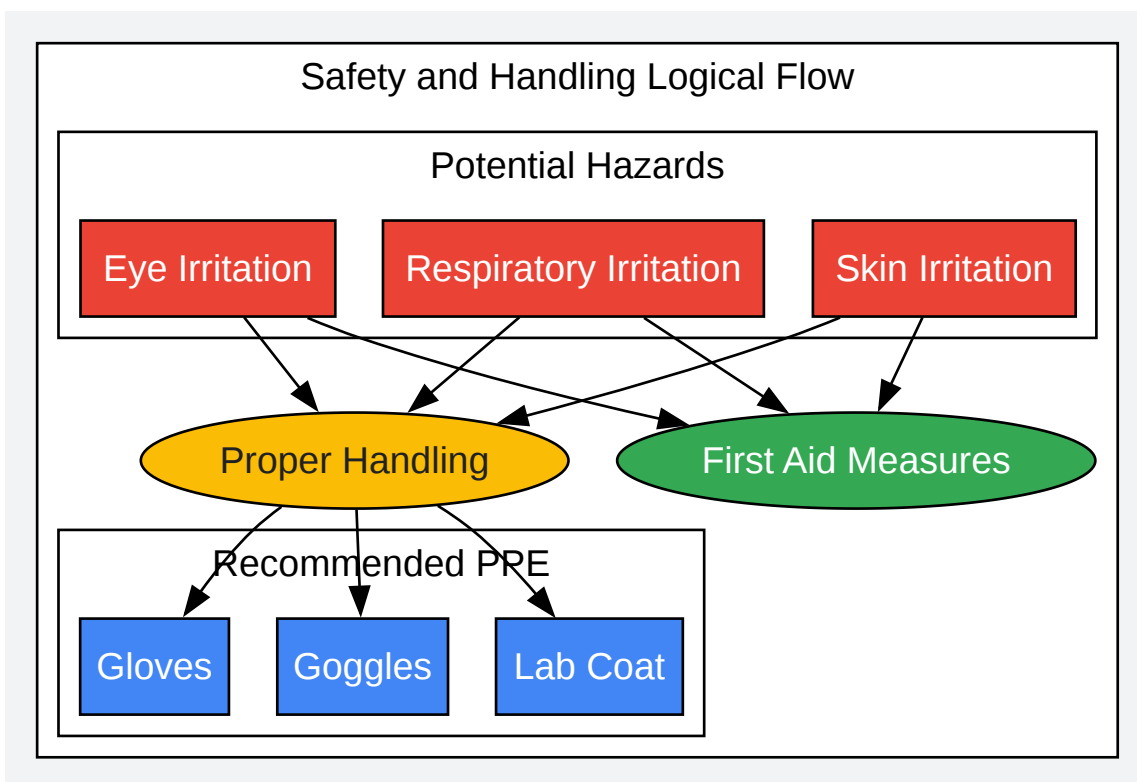 Safety and Handling Logical Flow
Potential Hazards
Eye Irritation
Respiratory Irritation
Skin Irritation
Proper Handling
First Aid Measures
Recommended PPE
Gloves
Goggles
Lab Coat